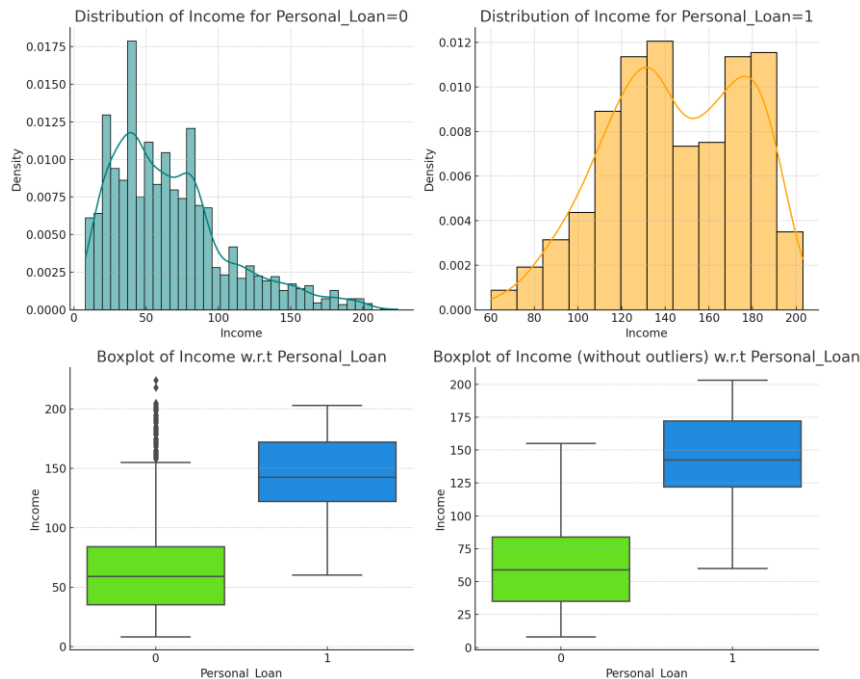 Distribution of Income for Personal_Loan=0
0.0175
0.0150
0.0125
0.0100
0.0075
0.0050
0.0025
0.0000
Density
0 50 100 150 200
Income
Distribution of Income for Personal_Loan=1
0.012
0.010
0.008
0.006
0.004
0.002
0.000
Density
60 80 100 120 140 160 180 200
Income
Boxplot of Income w.r.t Personal_Loan
200
150
100
50
0
Income
0 1
Personal_Loan
Boxplot of Income (without outliers) w.r.t Personal_Loan
200
175
150
125
100
75
50
25
0
Income
0 1
Personal_Loan